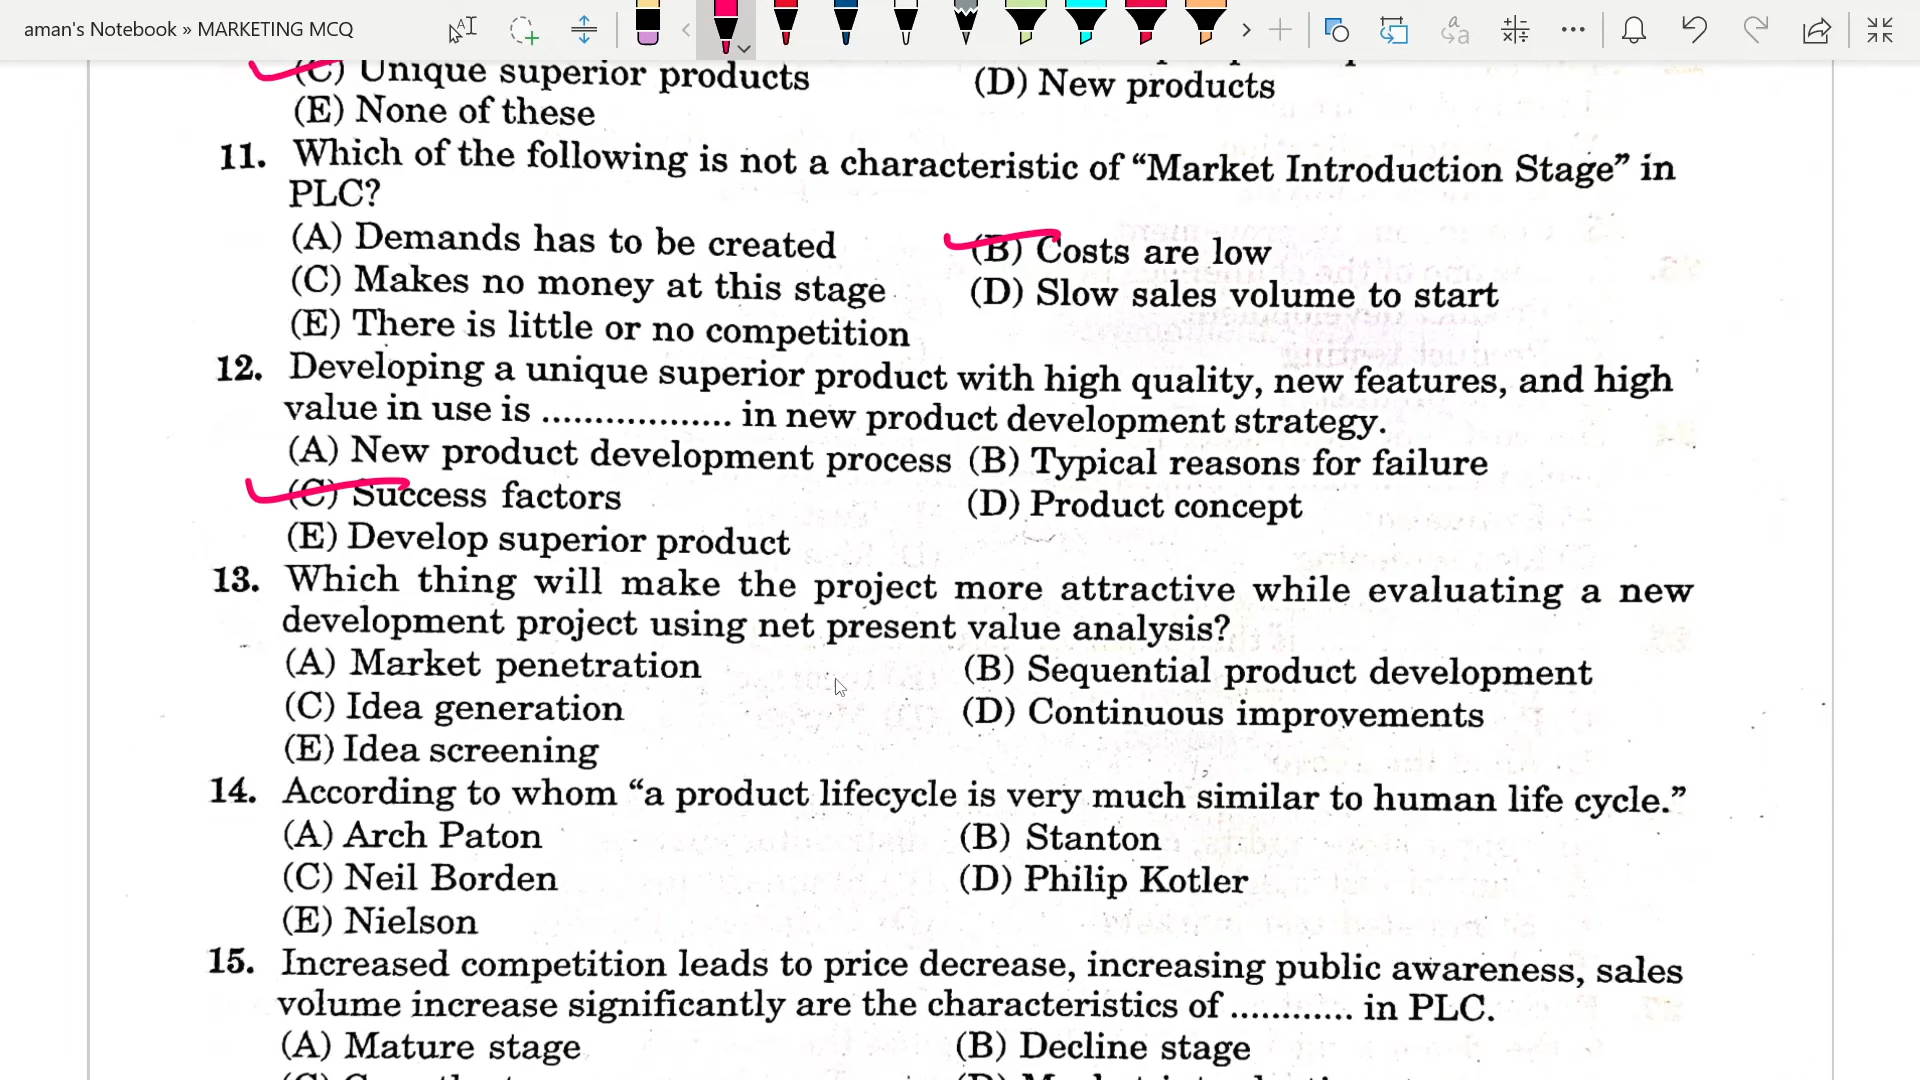 aman's Notebook » MARKETING MCQ
(C) Unique superior products (D) New products
(E) None of these
11. Which of the following is not a characteristic of “Market Introduction Stage” in
PLC?
(A) Demands has to be created (B) Costs are low
(C) Makes no money at this stage (D) Slow sales volume to start
(E) There is little or no competition
12. Developing a unique superior product with high quality, new features, and high
value in use is .................. in new product development strategy.
(A) New product development process (B) Typical reasons for failure
(C) Success factors (D) Product concept
(E) Develop superior product
13. Which thing will make the project more attractive while evaluating a new
development project using net present value analysis?
(A) Market penetration (B) Sequential product development
(C) Idea generation (D) Continuous improvements
(E) Idea screening
14. According to whom “a product lifecycle is very much similar to human life cycle.”
(A) Arch Paton (B) Stanton
(C) Neil Borden (D) Philip Kotler
(E) Nielson
15. Increased competition leads to price decrease, increasing public awareness, sales
volume increase significantly are the characteristics of ............ in PLC.
(A) Mature stage (B) Decline stage